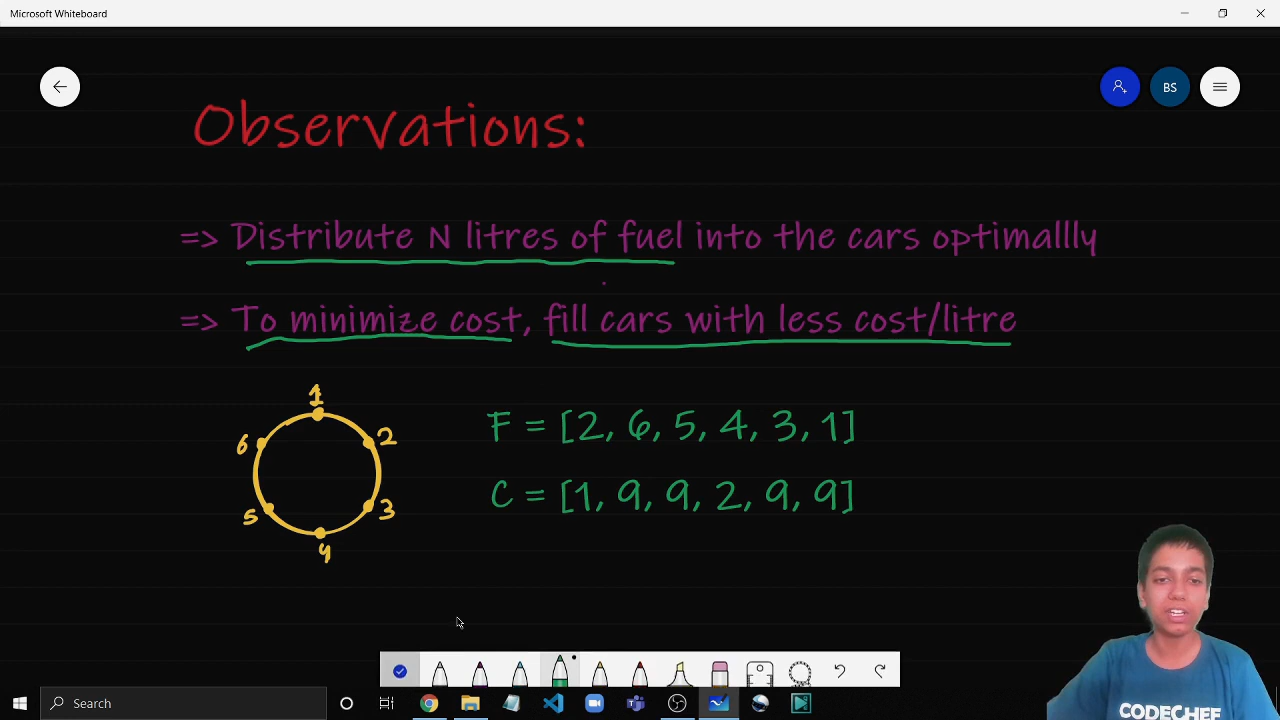 Microsoft Whiteboard
BS
Observations:
=> Distribute N litres of fuel into the cars optimallly
=> To minimize cost, fill cars with less cost/litre
1
6 2
5 3
4
F = [2, 6, 5, 4, 3, 1]
C = [1, 9, 9, 2, 9, 9]
CODECHEF
Search